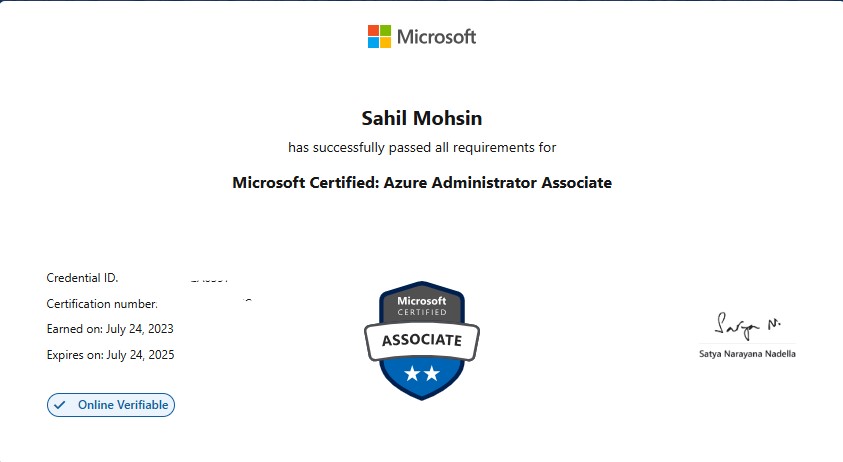 Microsoft
Sahil Mohsin
has successfully passed all requirements for
Microsoft Certified: Azure Administrator Associate
Credential ID.
Certification number.
Earned on: July 24, 2023
Expires on: July 24, 2025
Online Verifiable
Microsoft
CERTIFIED
ASSOCIATE
Satya N.
Satya Narayana Nadella